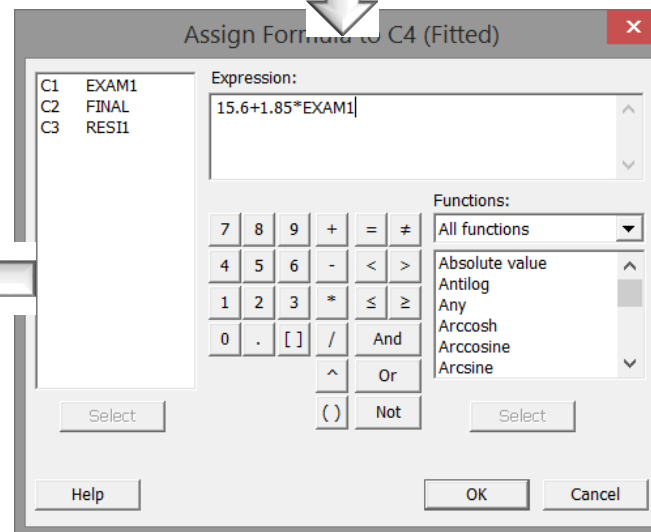 Assign Formula to C4 (Fitted)
C1 EXAM1
C2 FINAL
C3 RESI1
Expression:
15.6+1.85*EXAM1
Functions:
All functions
7 8 9 + = ≠
4 5 6 - < >
1 2 3 * ≤ ≥
0 . [ ] / And
^ Or
( ) Not
Absolute value
Antilog
Any
Arccosh
Arccosine
Arcsine
Select
Select
Help
OK
Cancel